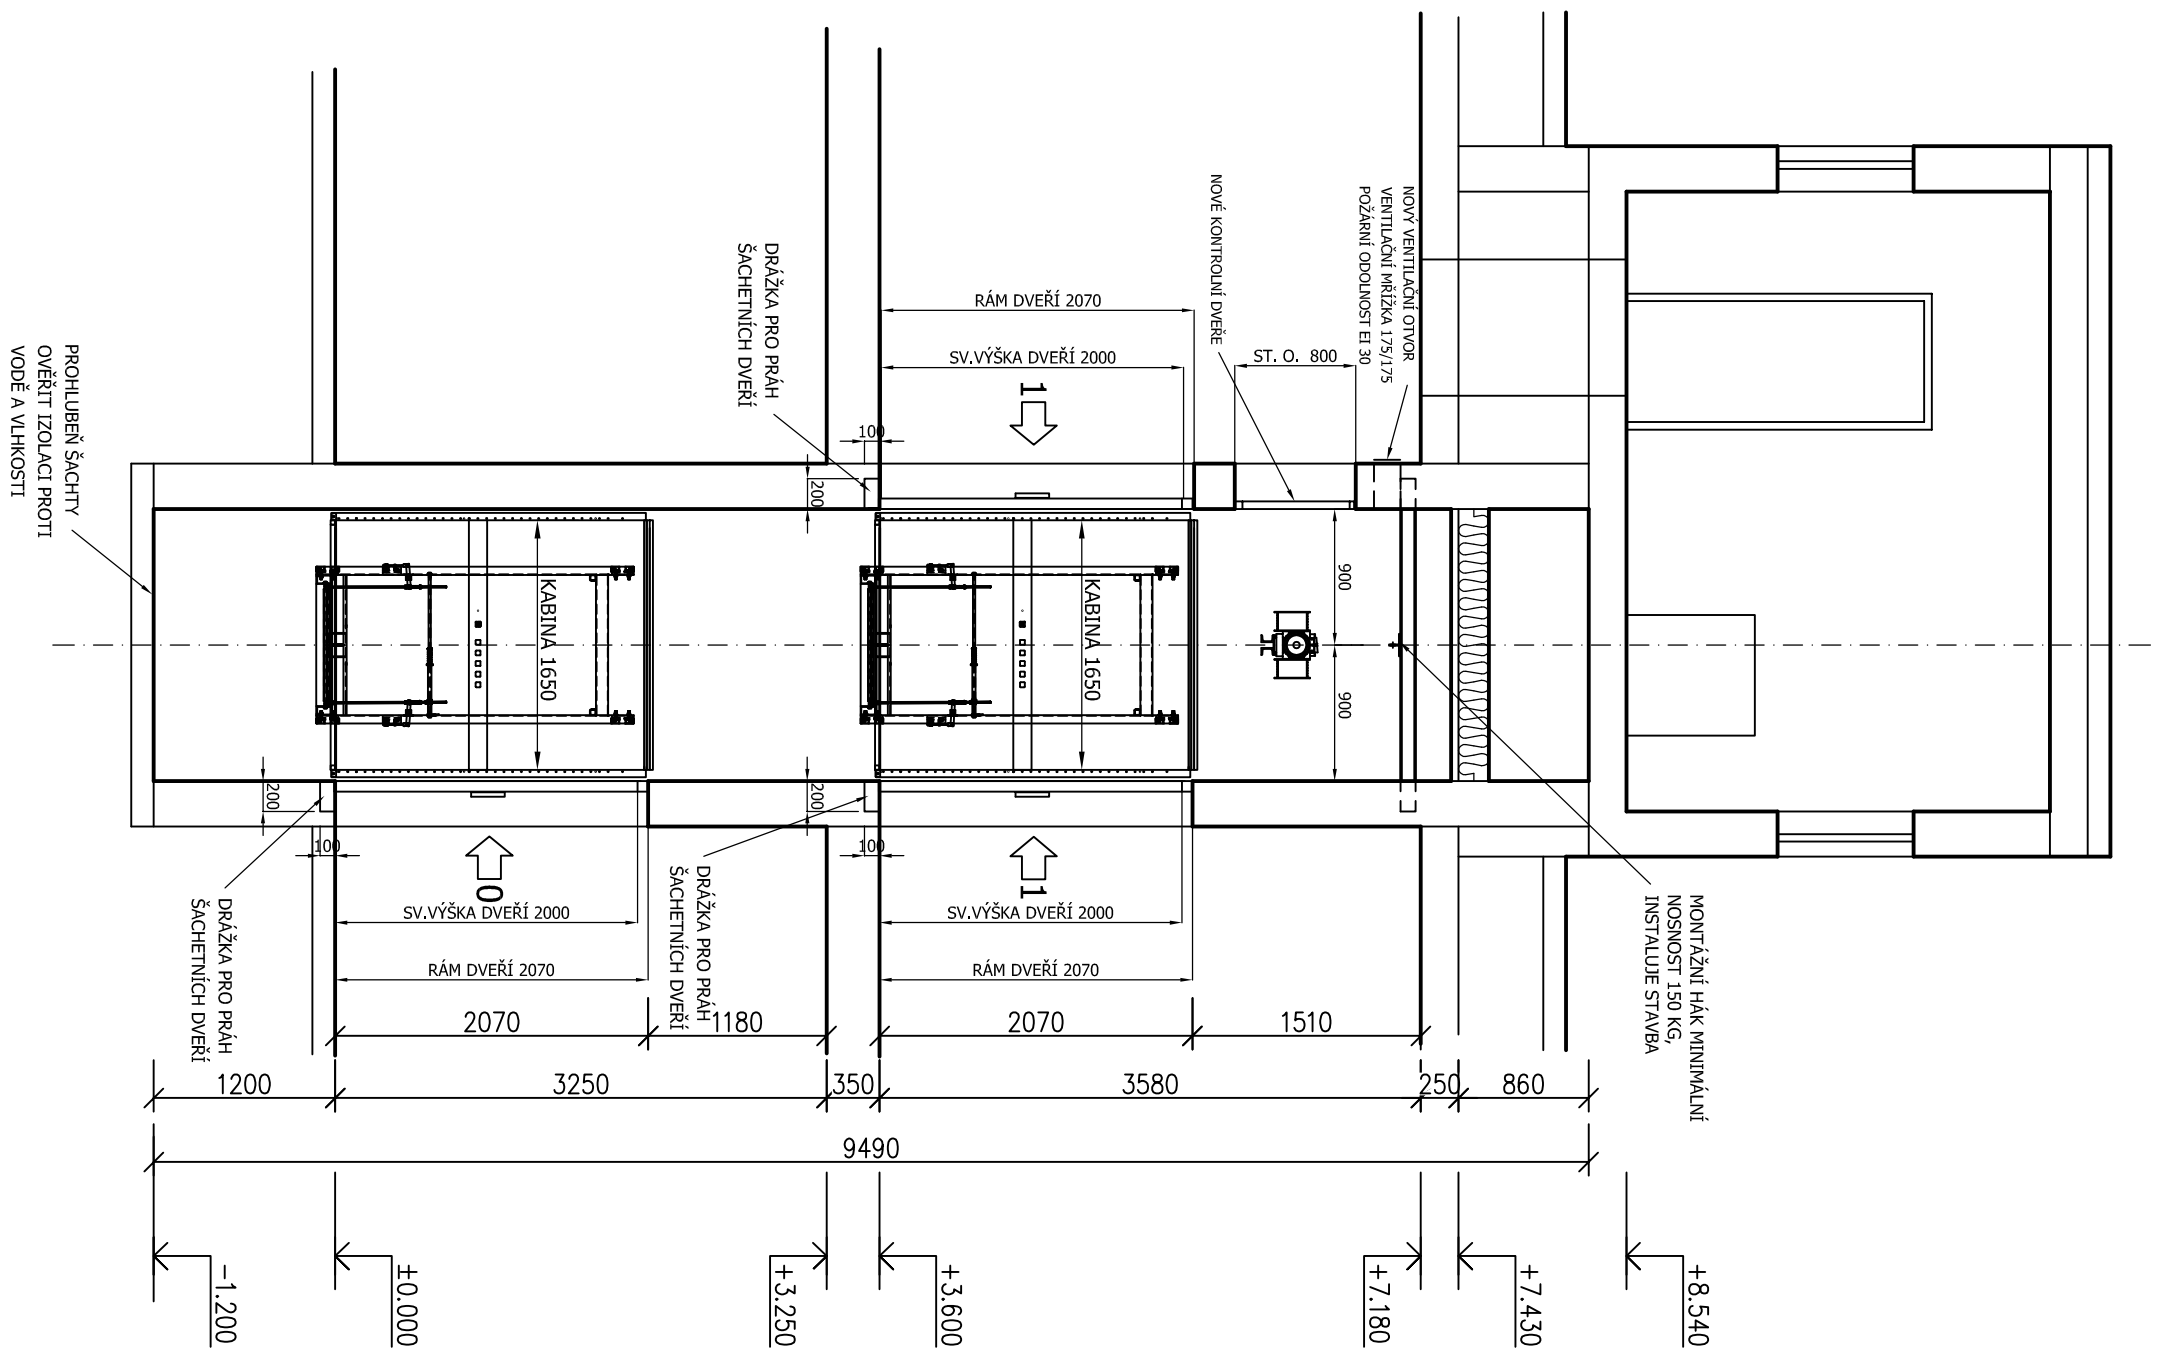 NOVÝ VENTILAČNÍ OTVOR
VENTILAČNÍ MŘÍŽKA 175/175
POŽÁRNÍ ODOLNOST EI 30
NOVÉ KONTROLNÍ DVEŘE
DRÁŽKA PRO PRÁH
ŠACHETNÍCH DVEŘÍ
RÁM DVEŘÍ 2070
SV.VÝŠKA DVEŘÍ 2000
ST. O. 800
1
PROHLUBEŇ ŠACHTY
OVĚŘIT IZOLACI PROTI
VODĚ A VLHKOSTI
100
200
KABINA 1650
KABINA 1650
900
900
200
100
200
100
0
1
SV.VÝŠKA DVEŘÍ 2000
SV.VÝŠKA DVEŘÍ 2000
RÁM DVEŘÍ 2070
RÁM DVEŘÍ 2070
DRÁŽKA PRO PRÁH
ŠACHETNÍCH DVEŘÍ
DRÁŽKA PRO PRÁH
ŠACHETNÍCH DVEŘÍ
MONTÁŽNÍ HÁK MINIMÁLNÍ
NOSNOST 150 KG,
INSTALUJE STAVBA
2070
1180
2070
1510
1200
3250
350
3580
250
860
9490
-1.200
±0.000
+3.250
+3.600
+7.180
+7.430
+8.540